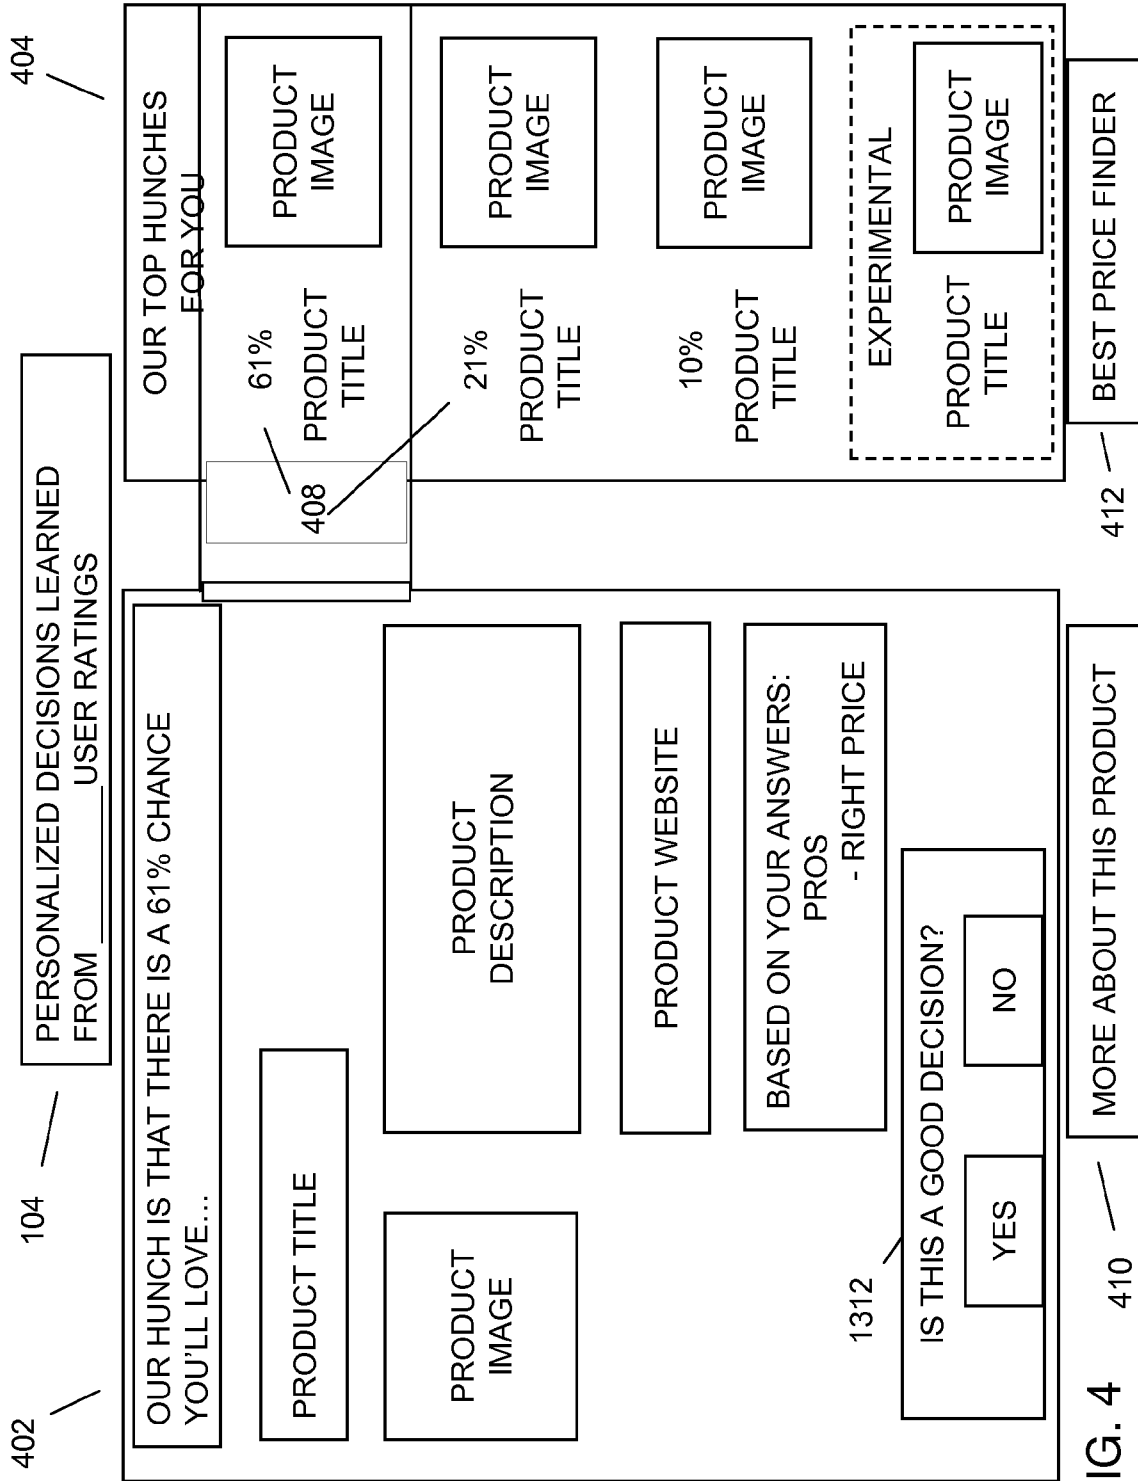 104
PERSONALIZED DECISIONS LEARNED
FROM ________ USER RATINGS
402
OUR HUNCH IS THAT THERE IS A 61% CHANCE
YOU'LL LOVE...
PRODUCT TITLE
PRODUCT
IMAGE
PRODUCT
DESCRIPTION
PRODUCT WEBSITE
BASED ON YOUR ANSWERS:
PROS
- RIGHT PRICE
1312
IS THIS A GOOD DECISION?
YES
NO
404
OUR TOP HUNCHES
FOR YOU
408
61%
PRODUCT
TITLE
PRODUCT
IMAGE
21%
PRODUCT
TITLE
PRODUCT
IMAGE
10%
PRODUCT
TITLE
PRODUCT
IMAGE
EXPERIMENTAL
PRODUCT
TITLE
PRODUCT
IMAGE
410
MORE ABOUT THIS PRODUCT
412
BEST PRICE FINDER
IG. 4